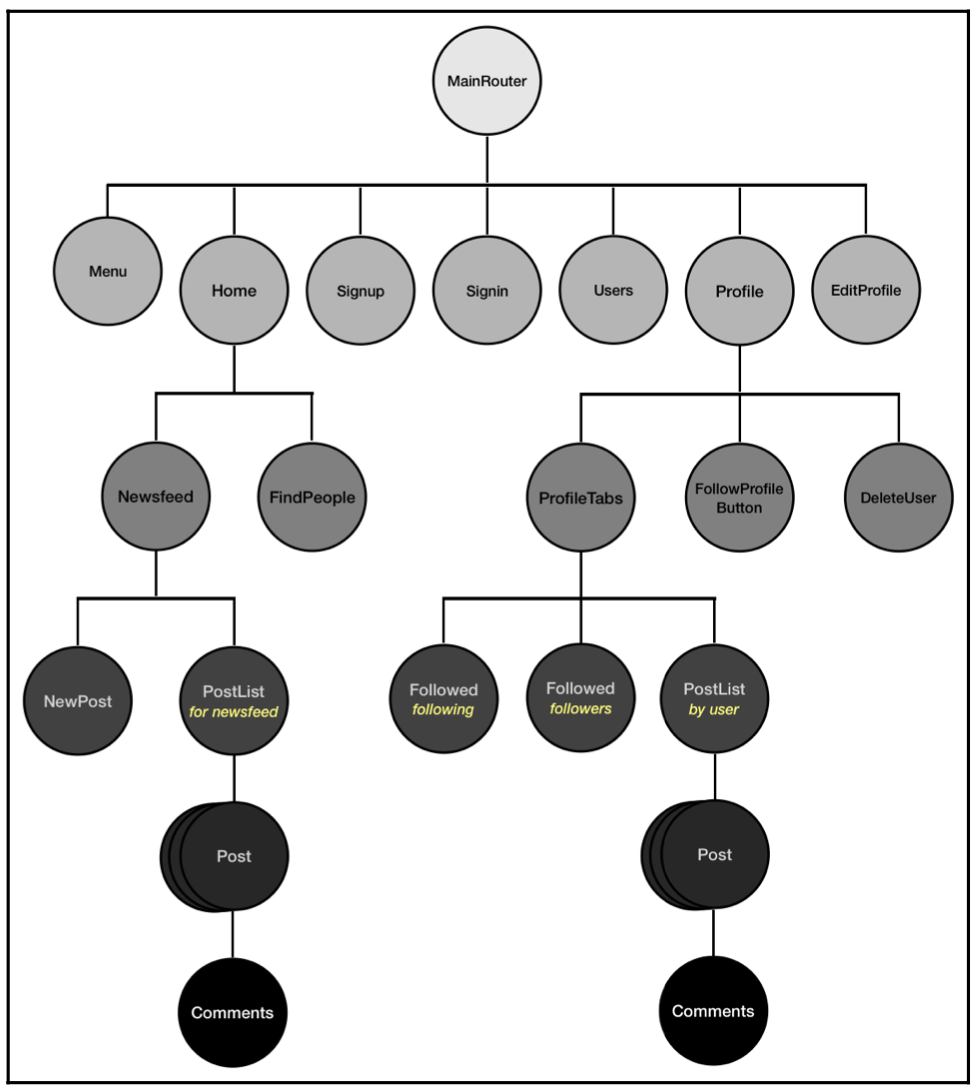 MainRouter
Menu
Home
Signup
Signin
Users
Profile
EditProfile
Newsfeed
FindPeople
ProfileTabs
FollowProfile
Button
DeleteUser
NewPost
PostList
for newsfeed
Followed
following
Followed
followers
PostList
by user
Post
Post
Comments
Comments